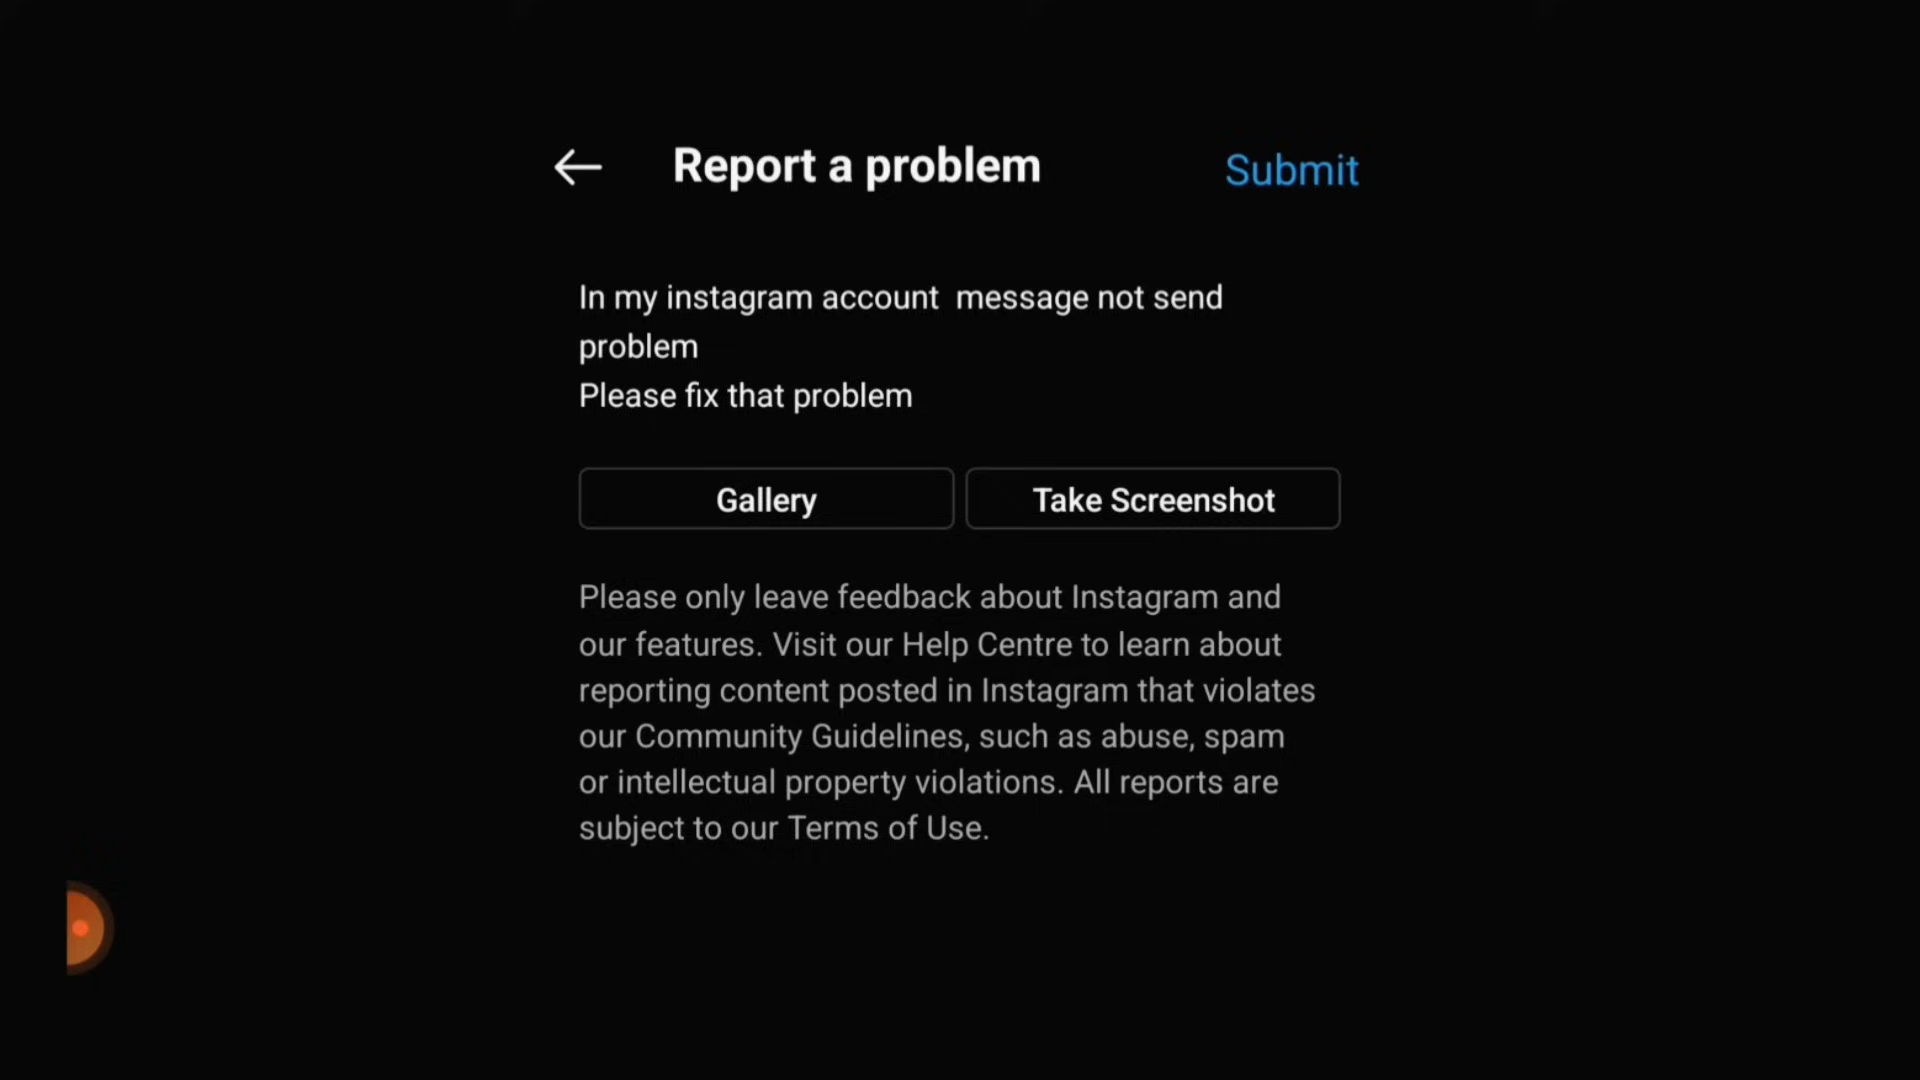 Report a problem
Submit
In my instagram account  message not send
problem
Please fix that problem
Gallery
Take Screenshot
Please only leave feedback about Instagram and
our features. Visit our Help Centre to learn about
reporting content posted in Instagram that violates
our Community Guidelines, such as abuse, spam
or intellectual property violations. All reports are
subject to our Terms of Use.